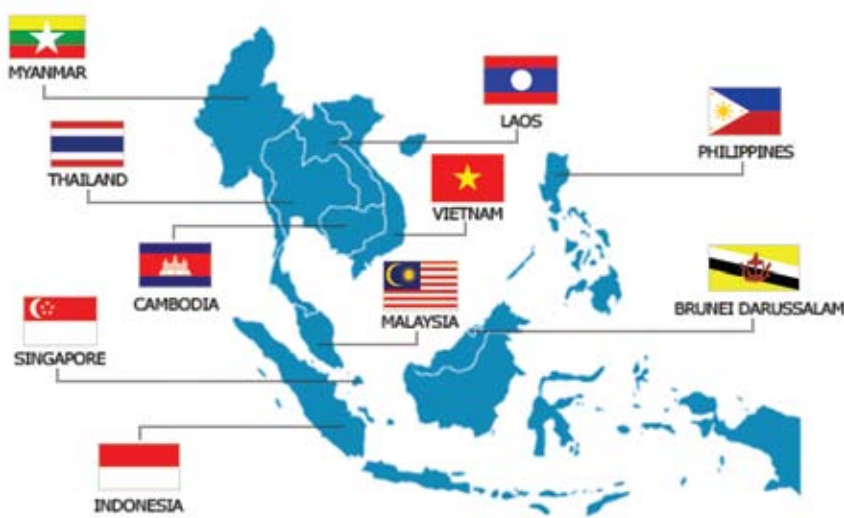 MYANMAR
LAOS
PHILIPPINES
THAILAND
VIETNAM
CAMBODIA
MALAYSIA
BRUNEI DARUSSALAM
SINGAPORE
INDONESIA